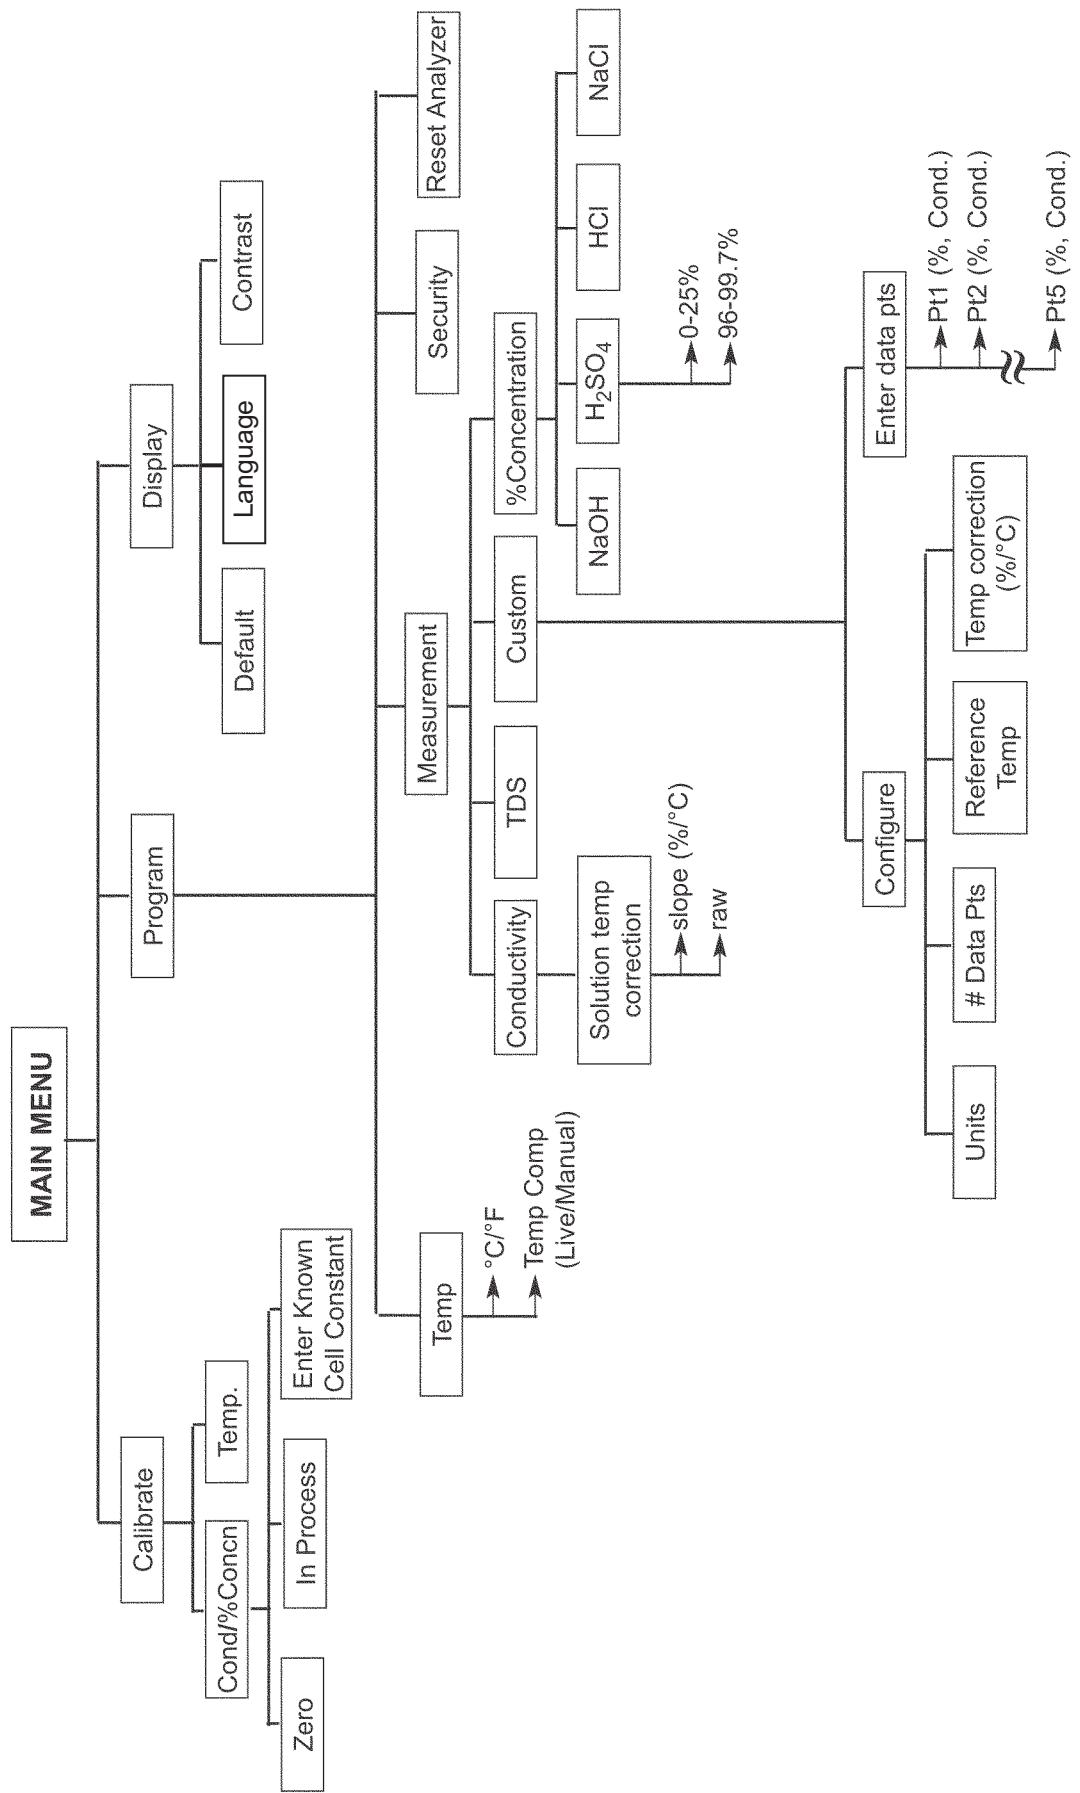 MAIN MENU
Calibrate
Program
Display
Cond/%Concn
Temp.
Default
Language
Contrast
Zero
In Process
Enter Known
Cell Constant
Temp
Measurement
Security
Reset Analyzer
°C/°F
Temp Comp
(Live/Manual)
Conductivity
TDS
Custom
%Concentration
Solution temp
correction
NaOH
H₂SO₄
HCl
NaCl
slope (%/°C)
raw
0-25%
96-99.7%
Configure
Enter data pts
Units
# Data Pts
Reference
Temp
Temp correction
(%/°C)
Pt1 (%, Cond.)
Pt2 (%, Cond.)
Pt5 (%, Cond.)